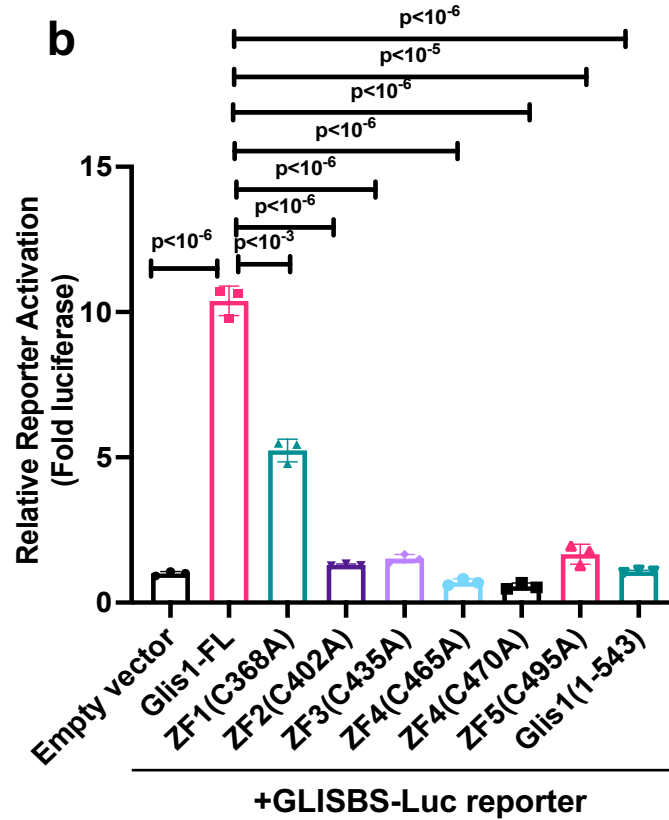 b
p<10-6
p<10-5
p<10-6
p<10-6
p<10-6
p<10-6
p<10-6
p<10-3
Relative Reporter Activation
(Fold luciferase)
15
10
5
0
Empty vector
Glis1-FL
ZF1(C368A)
ZF2(C402A)
ZF3(C435A)
ZF4(C465A)
ZF4(C470A)
ZF5(C495A)
Glis1(1-543)
+GLISBS-Luc reporter